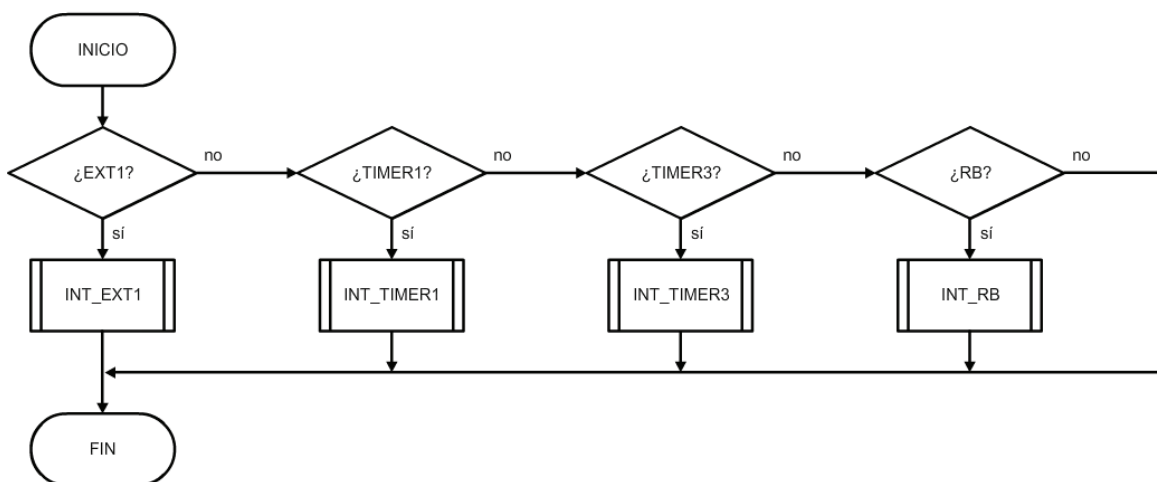 INICIO
¿EXT1?
no
¿TIMER1?
no
¿TIMER3?
no
¿RB?
no
sí
sí
sí
sí
INT_EXT1
INT_TIMER1
INT_TIMER3
INT_RB
FIN